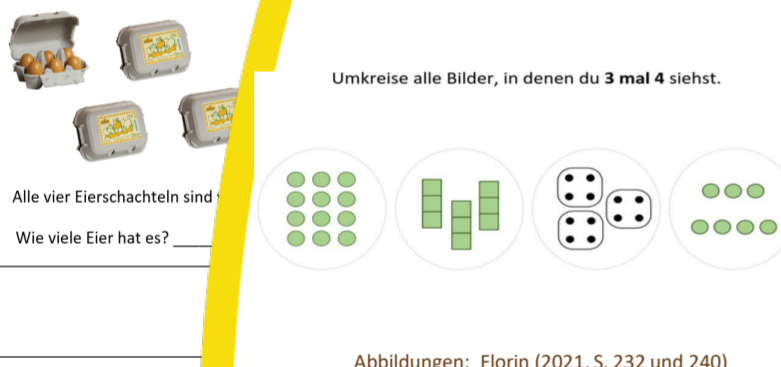 Alle vier Eierschachteln sind
Wie viele Eier hat es?
Umkreise alle Bilder, in denen du 3 mal 4 siehst.
Abbildungen: Florin (2021, S. 232 und 240)